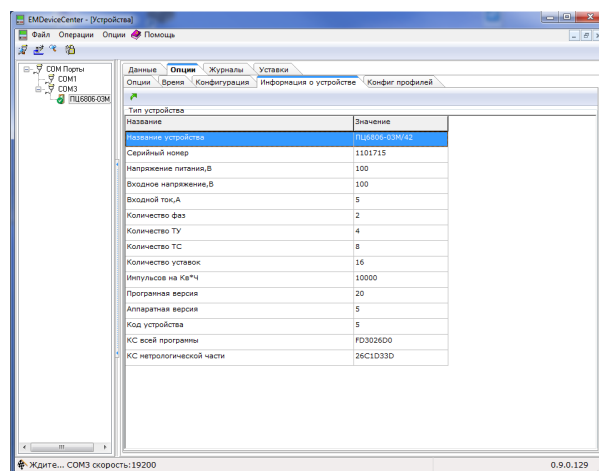 EMDeviceCenter - [Устройства]
Файл Операции Опции Помощь
COM Порты
COM1
COM3
ПЦ6806-03М
Данные Опции Журналы Уставки
Опции Время Конфигурация Информация о устройстве Конфиг профилей
Тип устройства
Название Значение
Название устройства ПЦ6806-03М/42
Серийный номер 1101715
Напряжение питания,В 100
Входное напряжение,В 100
Входной ток,А 5
Количество фаз 2
Количество ТУ 4
Количество ТС 8
Количество уставок 16
Импульсов на Кв*Ч 10000
Програмная версия 20
Аппаратная версия 5
Код устройства 5
КС всей программы FD3026D0
КС метрологической части 26C1D33D
Ждите... COM3 скорость:19200 0.9.0.129